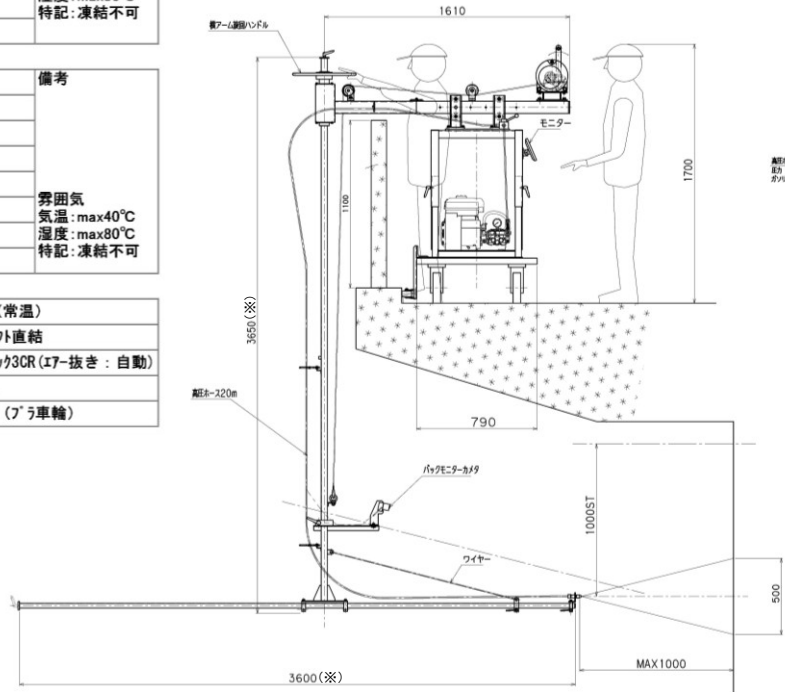 特記:凍結不可
備考
雰囲気
気温:max40℃
湿度:max80℃
特記:凍結不可
(常温)
ﾌﾄ直結
ｯｸ3CR(ｴｱｰ抜き：自動)
(ﾌﾟﾗ車輪)
1610
横アーム旋回ハンドル
モニター
1100
1700
3650(※)
高圧ホース20m
790
バックモニターカメラ
1000ST
ワイヤー
500
MAX1000
3600(※)